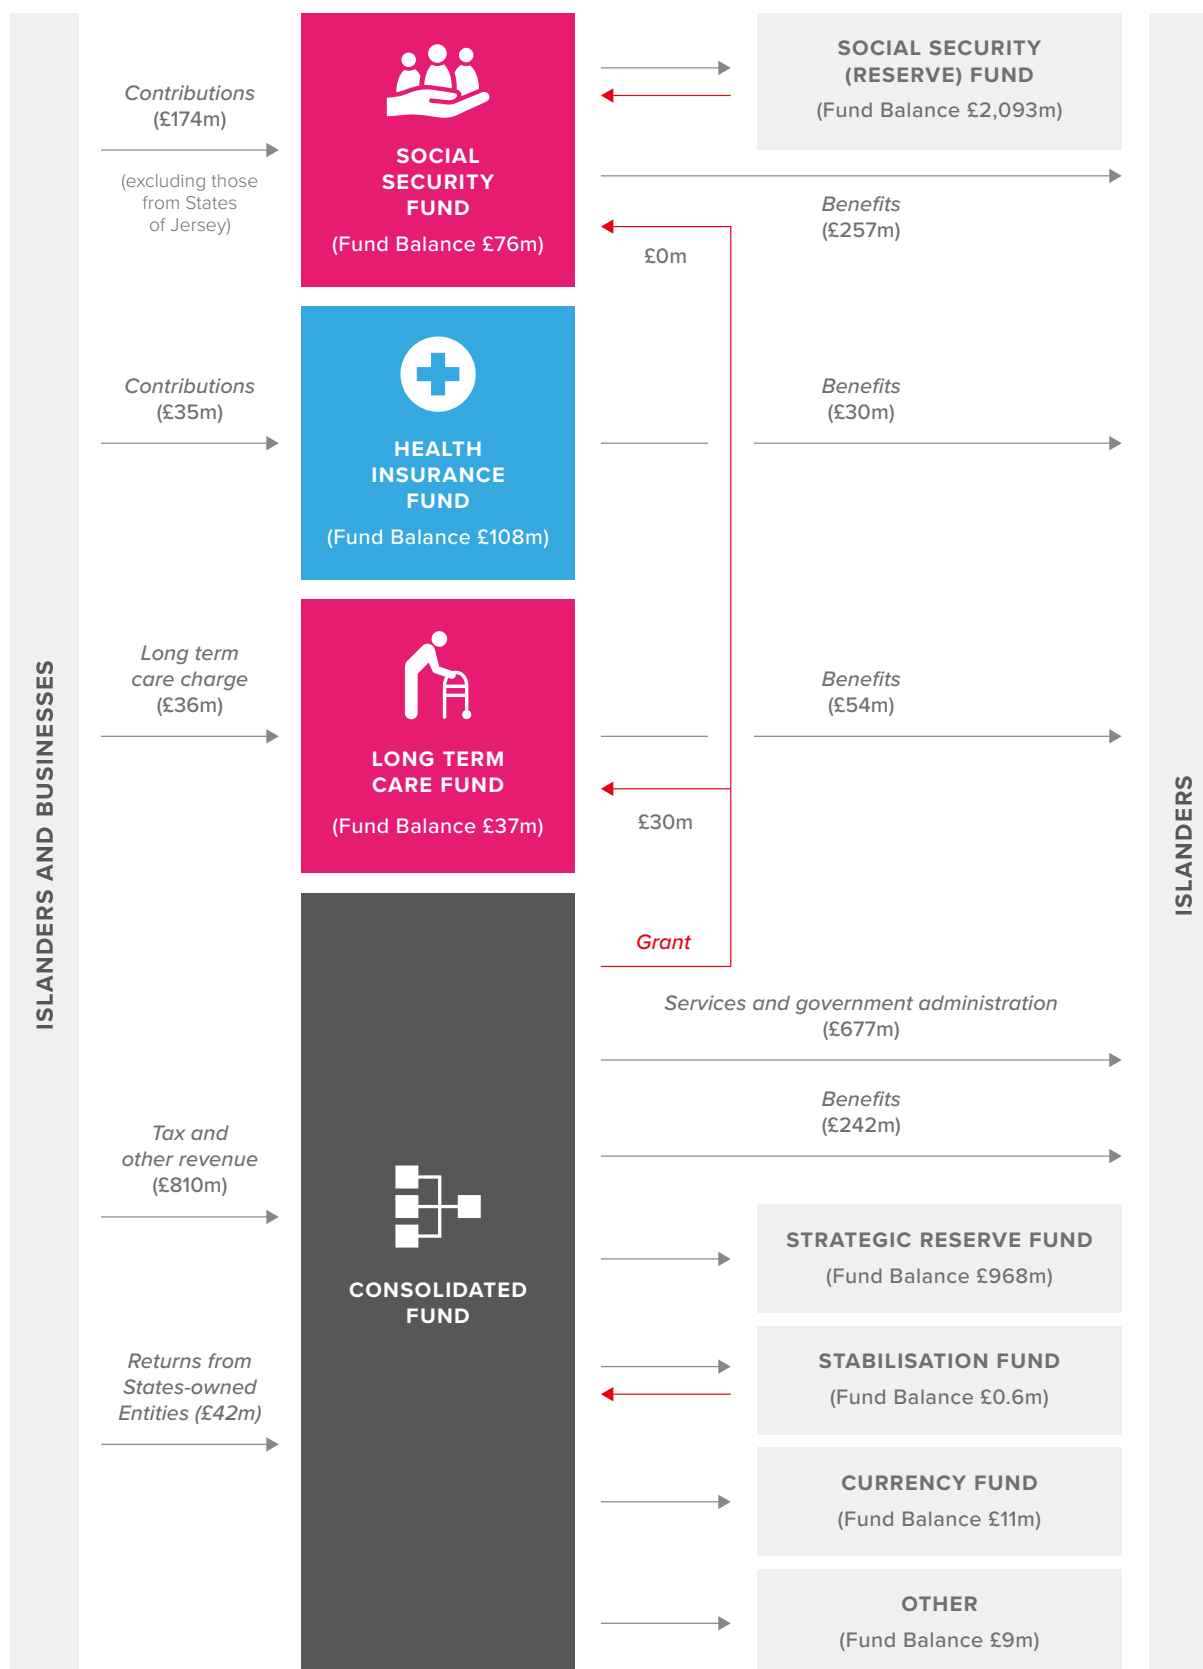 ISLANDERS AND BUSINESSES
Contributions
(£174m)
(excluding those
from States
of Jersey)
SOCIAL
SECURITY
FUND
(Fund Balance £76m)
SOCIAL SECURITY
(RESERVE) FUND
(Fund Balance £2,093m)
Benefits
(£257m)
£0m
Contributions
(£35m)
HEALTH
INSURANCE
FUND
(Fund Balance £108m)
Benefits
(£30m)
Long term
care charge
(£36m)
LONG TERM
CARE FUND
(Fund Balance £37m)
Benefits
(£54m)
£30m
Grant
Services and government administration
(£677m)
Benefits
(£242m)
Tax and
other revenue
(£810m)
Returns from
States-owned
Entities (£42m)
CONSOLIDATED
FUND
STRATEGIC RESERVE FUND
(Fund Balance £968m)
STABILISATION FUND
(Fund Balance £0.6m)
CURRENCY FUND
(Fund Balance £11m)
OTHER
(Fund Balance £9m)
ISLANDERS